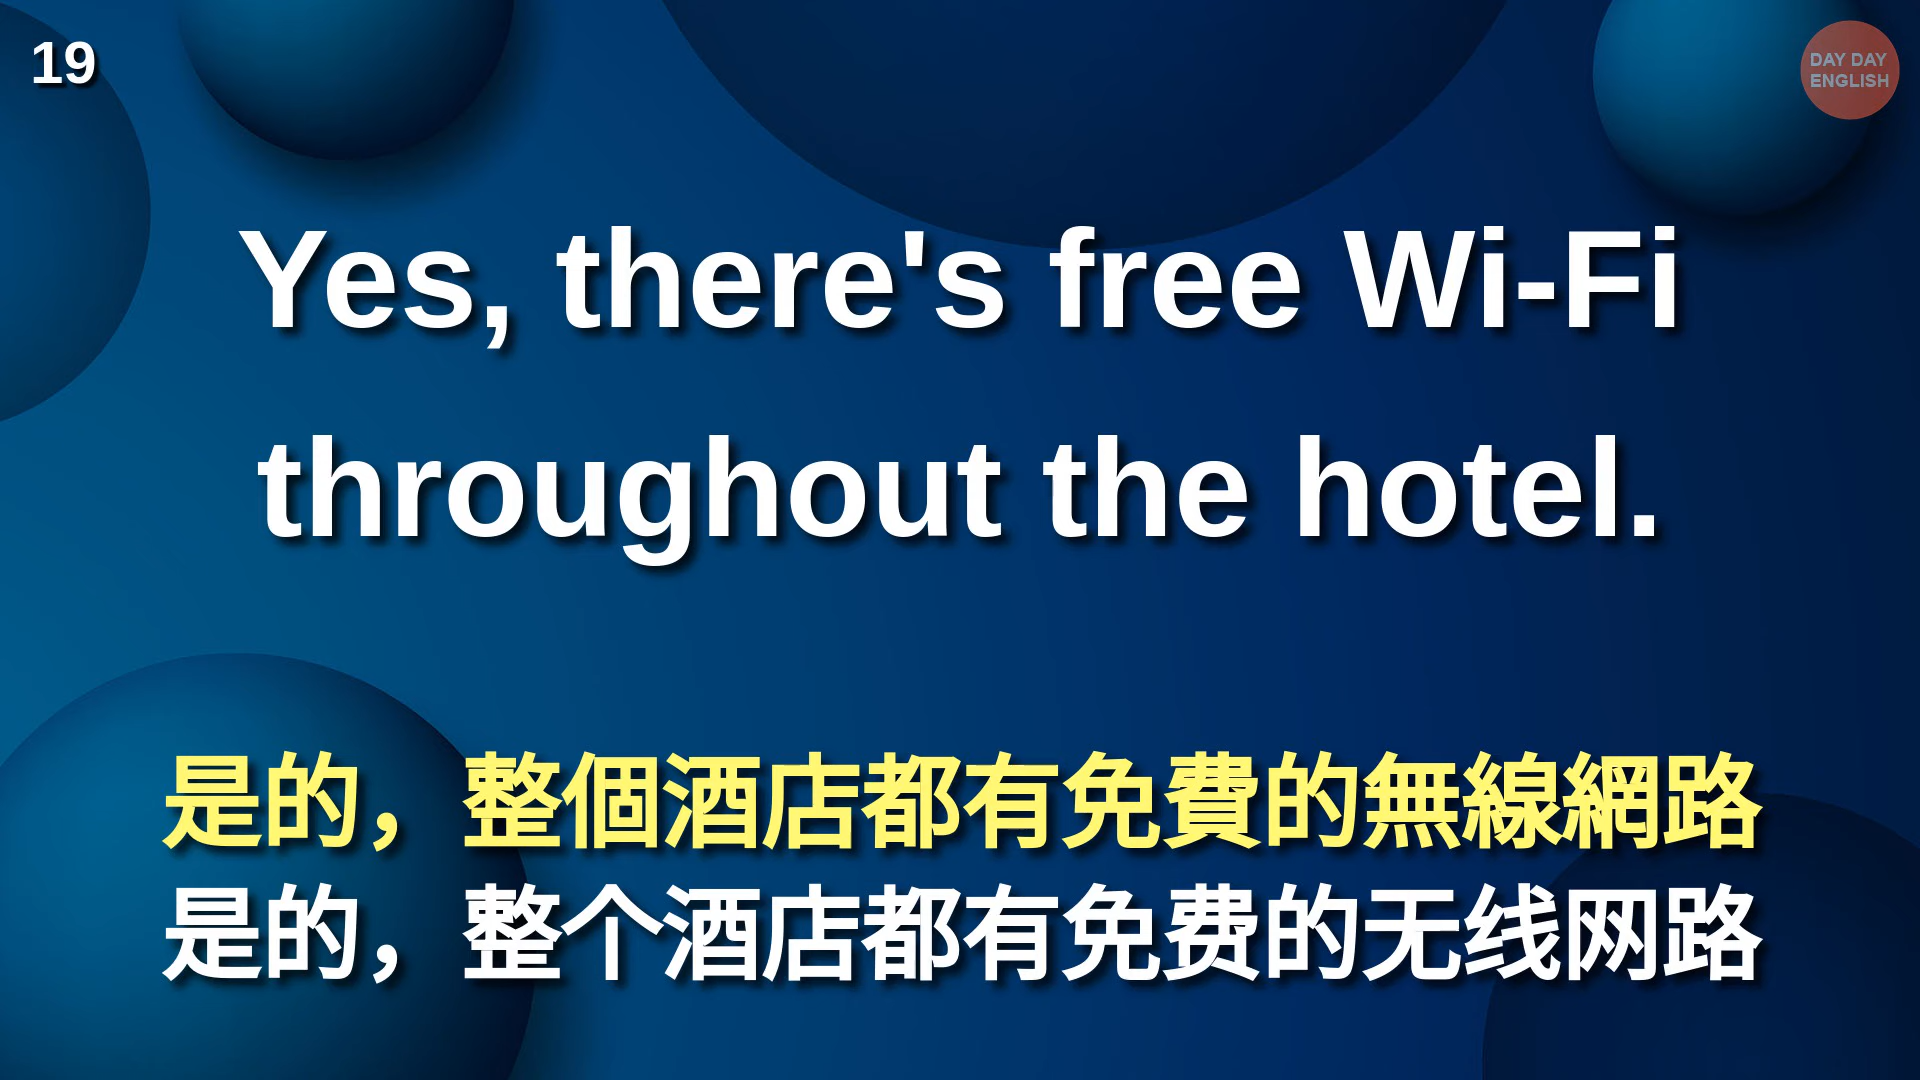 19
DAY DAY
ENGLISH
Yes, there's free Wi-Fi
throughout the hotel.
是的，整個酒店都有免費的無線網路
是的，整个酒店都有免费的无线网路